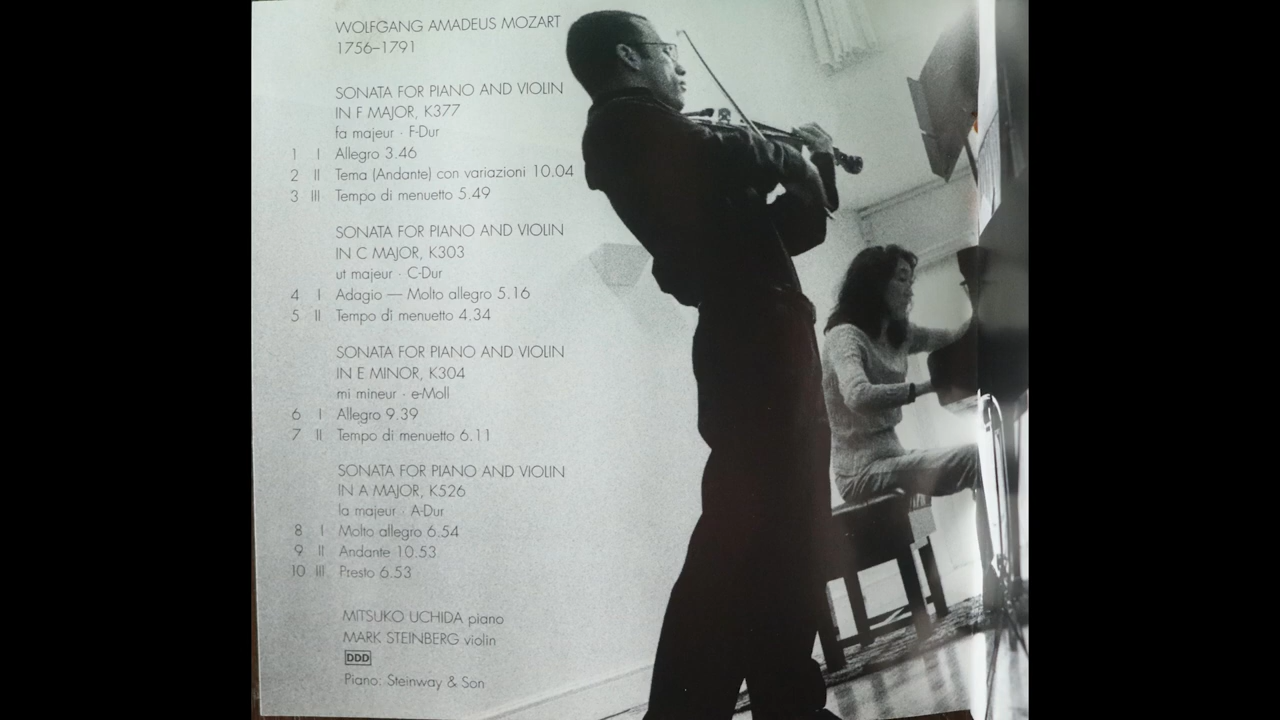 WOLFGANG AMADEUS MOZART
1756–1791
SONATA FOR PIANO AND VIOLIN
IN F MAJOR, K377
fa majeur · F-Dur
1 I Allegro 3.46
2 II Tema (Andante) con variazioni 10.04
3 III Tempo di menuetto 5.49
SONATA FOR PIANO AND VIOLIN
IN C MAJOR, K303
ut majeur · C-Dur
4 I Adagio — Molto allegro 5.16
5 II Tempo di menuetto 4.34
SONATA FOR PIANO AND VIOLIN
IN E MINOR, K304
mi mineur · e-Moll
6 I Allegro 9.39
7 II Tempo di menuetto 6.11
SONATA FOR PIANO AND VIOLIN
IN A MAJOR, K526
la majeur · A-Dur
8 I Molto allegro 6.54
9 II Andante 10.53
10 III Presto 6.53
MITSUKO UCHIDA piano
MARK STEINBERG violin
DDD
Piano: Steinway & Son